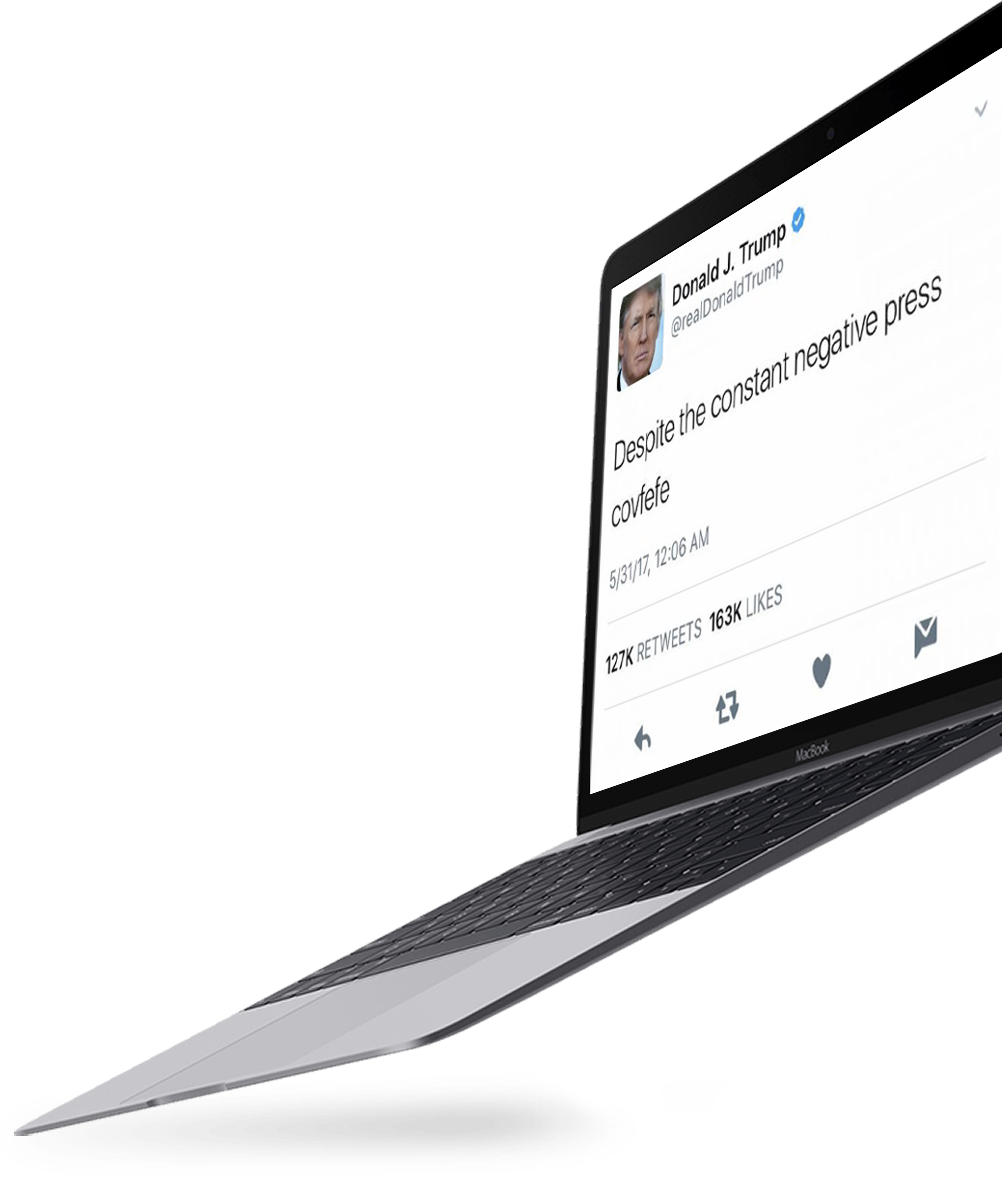 Donald J. Trump
@realDonaldTrump
Despite the constant negative press
covfefe
5/31/17, 12:06 AM
127K RETWEETS 163K LIKES
MacBook